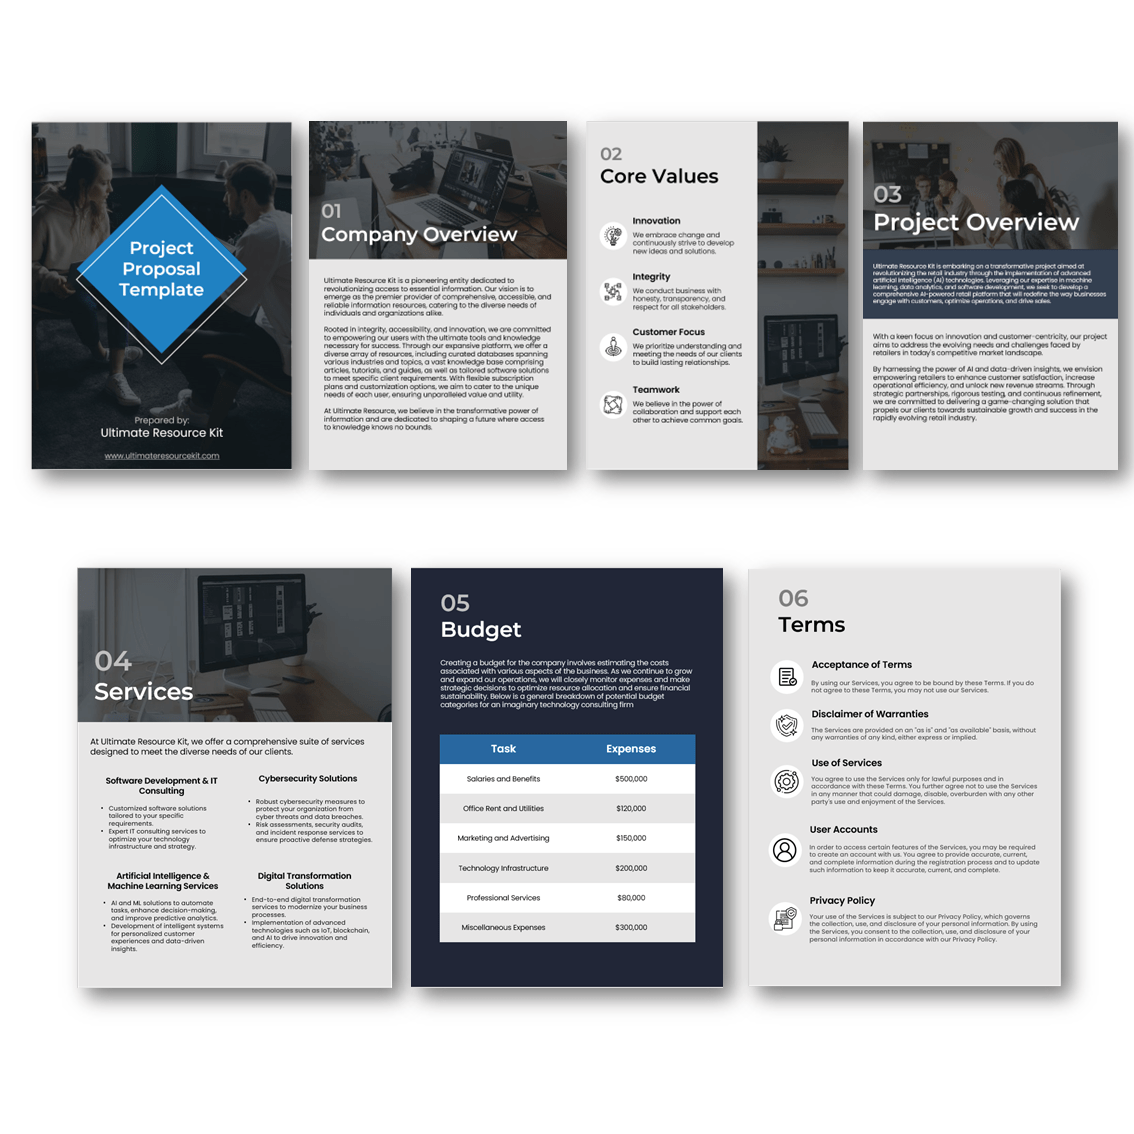 Project
Proposal
Template
Prepared by:
Ultimate Resource Kit
www.ultimateresourcekit.com
01
Company Overview
Ultimate Resource Kit is a pioneering entity dedicated to
revolutionizing access to essential information. Our vision is to
emerge as the premier provider of comprehensive, accessible, and
reliable information resources, catering to the diverse needs of
individuals and organizations alike.
Rooted in integrity, accessibility, and innovation, we are committed
to empowering our users with the ultimate tools and knowledge
necessary for success. Through our expansive platform, we offer a
diverse array of resources, including curated databases spanning
various industries and topics, a vast knowledge base comprising
articles, tutorials, and guides, as well as tailored software solutions
to meet specific client requirements. With flexible subscription
plans and customization options, we aim to cater to the unique
needs of each user, ensuring unparalleled value and utility.
At Ultimate Resource, we believe in the transformative power of
information and are dedicated to shaping a future where access
to knowledge knows no bounds.
02
Core Values
Innovation
We embrace change and
continuously strive to develop
new ideas and solutions.
Integrity
We conduct business with
honesty, transparency, and
respect for all stakeholders.
Customer Focus
We prioritize understanding and
meeting the needs of our clients
to build lasting relationships.
Teamwork
We believe in the power of
collaboration and support each
other to achieve common goals.
03
Project Overview
Ultimate Resource Kit is embarking on a transformative project aimed at
revolutionizing the retail industry through the implementation of advanced
artificial intelligence (AI) technologies. Leveraging our expertise in machine
learning, data analytics, and software development, we seek to develop a
comprehensive AI-powered retail platform that will redefine the way businesses
engage with customers, optimize operations, and drive sales.
With a keen focus on innovation and customer-centricity, our project
aims to address the evolving needs and challenges faced by
retailers in today's competitive market landscape.
By harnessing the power of AI and data-driven insights, we envision
empowering retailers to enhance customer satisfaction, increase
operational efficiency, and unlock new revenue streams. Through
strategic partnerships, rigorous testing, and continuous refinement,
we are committed to delivering a game-changing solution that
propels our clients towards sustainable growth and success in the
rapidly evolving retail industry.
04
Services
At Ultimate Resource Kit, we offer a comprehensive suite of services
designed to meet the diverse needs of our clients.
Software Development & IT
Consulting
• Customized software solutions
tailored to your specific
requirements.
• Expert IT consulting services to
optimize your technology
infrastructure and strategy.
Cybersecurity Solutions
• Robust cybersecurity measures to
protect your organization from
cyber threats and data breaches.
• Risk assessments, security audits,
and incident response services to
ensure proactive defense strategies.
Artificial Intelligence &
Machine Learning Services
• AI and ML solutions to automate
tasks, enhance decision-making,
and improve predictive analytics.
• Development of intelligent systems
for personalized customer
experiences and data-driven
insights.
Digital Transformation
Solutions
• End-to-end digital transformation
services to modernize your business
processes.
• Implementation of advanced
technologies such as IoT, blockchain,
and AI to drive innovation and
efficiency.
05
Budget
Creating a budget for the company involves estimating the costs
associated with various aspects of the business. As we continue to grow
and expand our operations, we will closely monitor expenses and make
strategic decisions to optimize resource allocation and ensure financial
sustainability. Below is a general breakdown of potential budget
categories for an imaginary technology consulting firm
Task Expenses
Salaries and Benefits $500,000
Office Rent and Utilities $120,000
Marketing and Advertising $150,000
Technology Infrastructure $200,000
Professional Services $80,000
Miscellaneous Expenses $300,000
06
Terms
Acceptance of Terms
By using our Services, you agree to be bound by these Terms. If you do
not agree to these Terms, you may not use our Services.
Disclaimer of Warranties
The Services are provided on an "as is" and "as available" basis, without
any warranties of any kind, either express or implied.
Use of Services
You agree to use the Services only for lawful purposes and in
accordance with these Terms. You further agree not to use the Services
in any manner that could damage, disable, overburden with any other
party's use and enjoyment of the Services.
User Accounts
In order to access certain features of the Services, you may be required
to create an account with us. You agree to provide accurate, current,
and complete information during the registration process and to update
such information to keep it accurate, current, and complete.
Privacy Policy
Your use of the Services is subject to our Privacy Policy, which governs
the collection, use, and disclosure of your personal information. By using
the Services, you consent to the collection, use, and disclosure of your
personal information in accordance with our Privacy Policy.